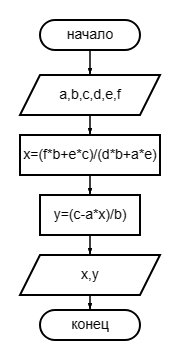 начало
a,b,c,d,e,f
x=(f*b+e*c)/(d*b+a*e)
y=(c-a*x)/b)
x,y
конец